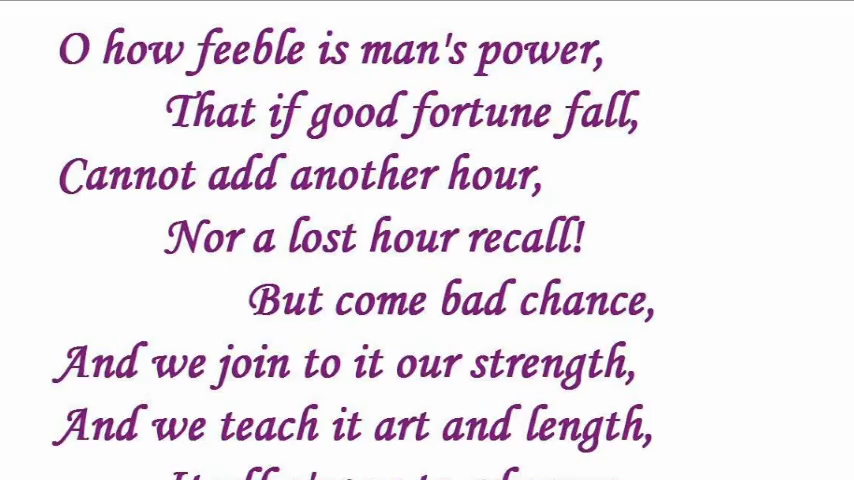 O how feeble is man's power,
That if good fortune fall,
Cannot add another hour,
Nor a lost hour recall!
But come bad chance,
And we join to it our strength,
And we teach it art and length,